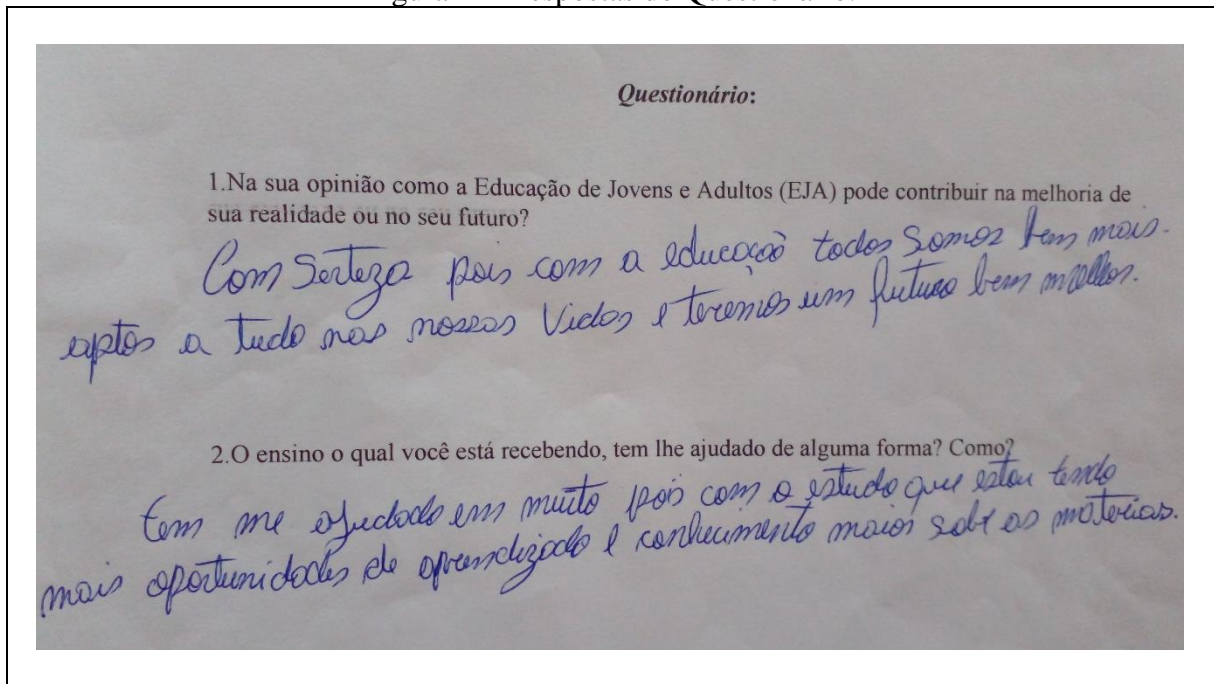 Questionário:
1.Na sua opinião como a Educação de Jovens e Adultos (EJA) pode contribuir na melhoria de
sua realidade ou no seu futuro?
Com Serteza pois com a educação todos Somos bem mais.
aptos a tudo nas nossas Vidas e teremos um futuro bem melhor.
2.O ensino o qual você está recebendo, tem lhe ajudado de alguma forma? Como?
tem me ajudado em muito pois com o estudo que estou tendo
mais oportunidades de aprendizado e conhecimento maior sobre as materias.